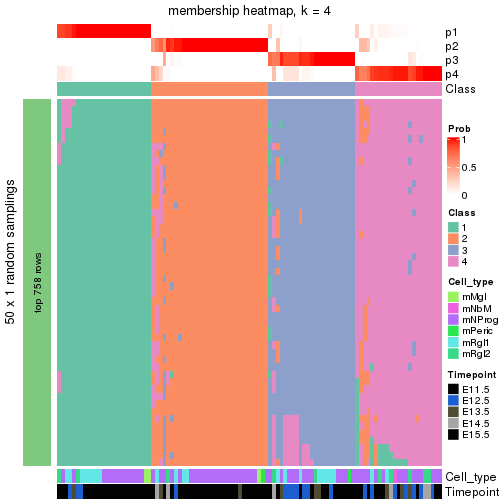 membership heatmap, k = 4
p1
p2
p3
p4
Class
50 x 1 random samplings
top 758 rows
Prob
1
0.5
0
Class
1
2
3
4
Cell_type
mMgl
mNbM
mNProg
mPeric
mRgl1
mRgl2
Timepoint
E11.5
E12.5
E13.5
E14.5
E15.5
Cell_type
Timepoint